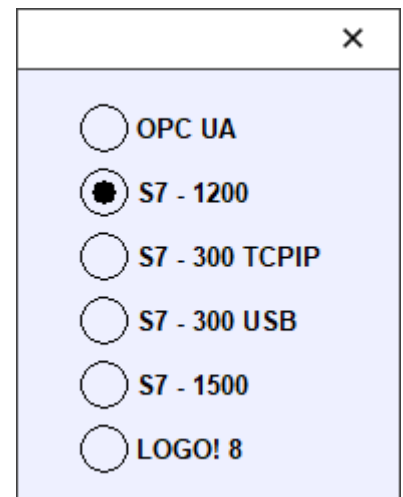 OPC UA
S7 - 1200
S7 - 300 TCPIP
S7 - 300 USB
S7 - 1500
LOGO! 8